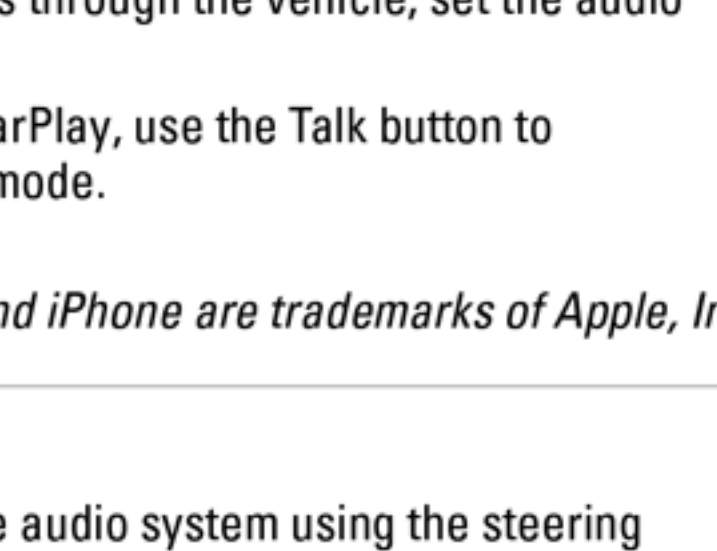 s through the vehicle, set the audio
arPlay, use the Talk button to
mode.
nd iPhone are trademarks of Apple, In
e audio system using the steering